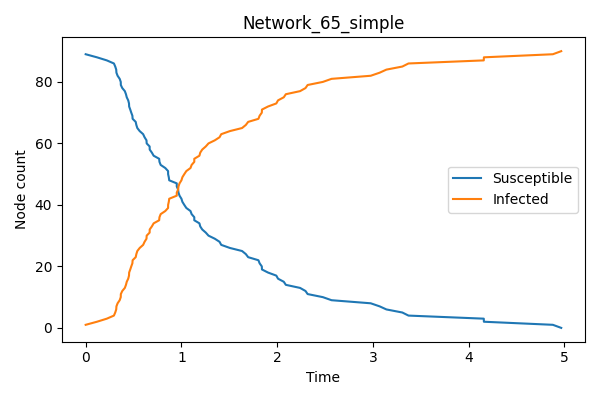 Network_65_simple
Node count
80
60
40
20
0
Susceptible
Infected
0 1 2 3 4 5
Time